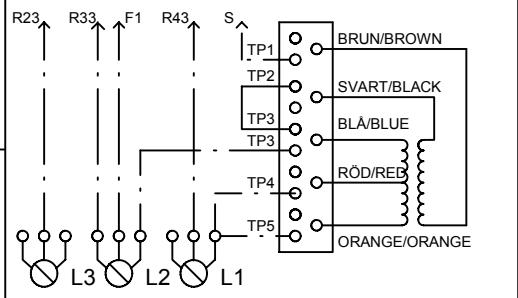 R23 R33 F1 R43 S
TP1 BRUN/BROWN
TP2 SVART/BLACK
TP3 BLÅ/BLUE
TP3
TP4 RÖD/RED
TP5 ORANGE/ORANGE
L3 L2 L1